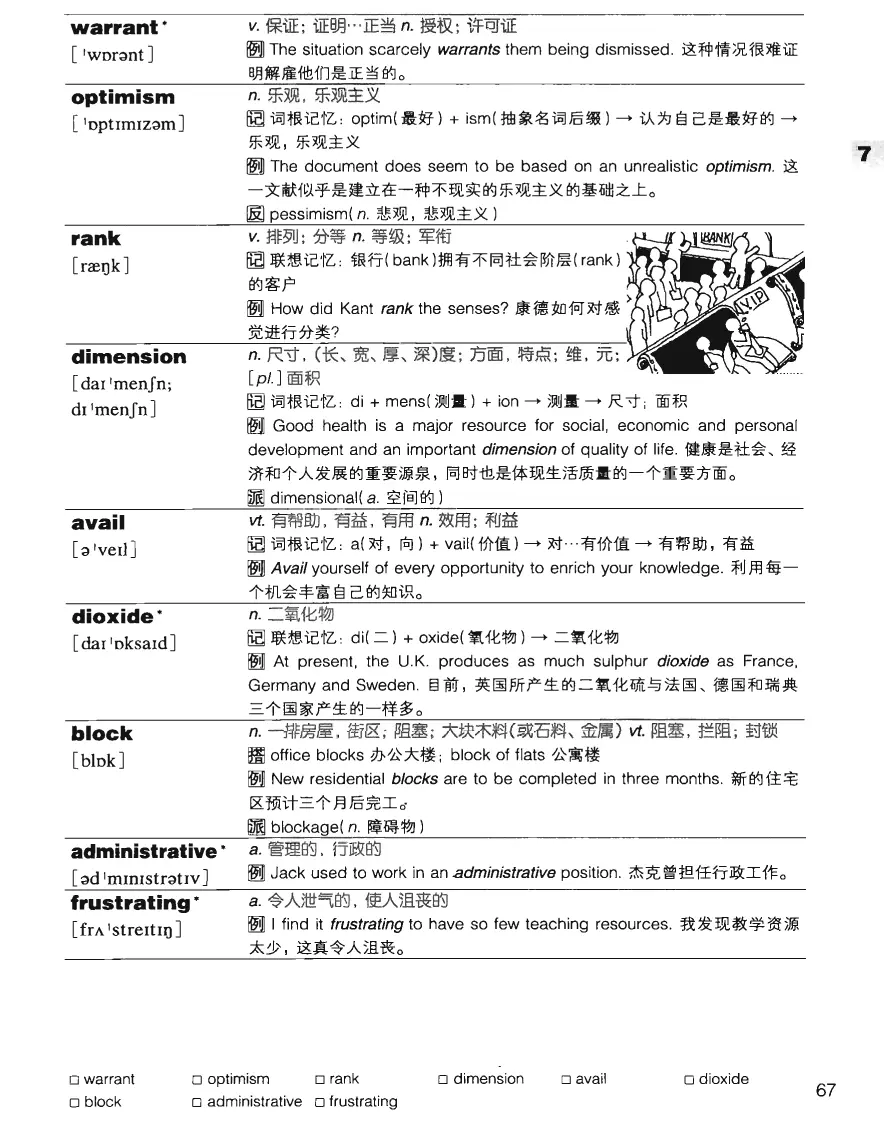 warrant*
v. 保证; 证明…正当 n. 授权; 许可证
[ˈwɒrənt]
例 The situation scarcely warrants them being dismissed. 这种情况很难证
明解雇他们是正当的。
optimism
n. 乐观, 乐观主义
[ˈɒptɪmɪzəm]
记 词根记忆: optim(最好) + ism(抽象名词后缀) → 认为自己是最好的 →
乐观, 乐观主义
例 The document does seem to be based on an unrealistic optimism. 这
一文献似乎是建立在一种不现实的乐观主义的基础之上。
反 pessimism(n. 悲观, 悲观主义)
7
rank
v. 排列; 分等 n. 等级; 军衔
[ræŋk]
记 联想记忆: 银行(bank)拥有不同社会阶层(rank)
的客户
例 How did Kant rank the senses? 康德如何对感
觉进行分类?
BANK
V.I.P
dimension
n. 尺寸, (长、宽、厚、深)度; 方面, 特点; 维, 元;
[daɪˈmenʃn;
[pl.] 面积
dɪˈmenʃn]
记 词根记忆: di + mens(测量) + ion → 测量 → 尺寸; 面积
例 Good health is a major resource for social, economic and personal
development and an important dimension of quality of life. 健康是社会、经
济和个人发展的重要源泉, 同时也是体现生活质量的一个重要方面。
派 dimensional(a. 空间的)
avail
vt. 有帮助, 有益, 有用 n. 效用; 利益
[əˈveɪl]
记 词根记忆: a(对, 向) + vail(价值) → 对…有价值 → 有帮助, 有益
例 Avail yourself of every opportunity to enrich your knowledge. 利用每一
个机会丰富自己的知识。
dioxide*
n. 二氧化物
[daɪˈɒksaɪd]
记 联想记忆: di(二) + oxide(氧化物) → 二氧化物
例 At present, the U.K. produces as much sulphur dioxide as France,
Germany and Sweden. 目前, 英国所产生的二氧化硫与法国、德国和瑞典
三个国家产生的一样多。
block
n. 一排房屋, 街区; 阻塞; 大块木料(或石料、金属) vt. 阻塞, 拦阻; 封锁
[blɒk]
搭 office blocks 办公大楼; block of flats 公寓楼
例 New residential blocks are to be completed in three months. 新的住宅
区预计三个月后完工。
派 blockage(n. 障碍物)
administrative*
a. 管理的, 行政的
[ədˈmɪnɪstrətɪv]
例 Jack used to work in an administrative position. 杰克曾担任行政工作。
frustrating*
a. 令人泄气的, 使人沮丧的
[frʌˈstreɪtɪŋ]
例 I find it frustrating to have so few teaching resources. 我发现教学资源
太少, 这真令人沮丧。
□ warrant □ optimism □ rank □ dimension □ avail □ dioxide
□ block □ administrative □ frustrating
67